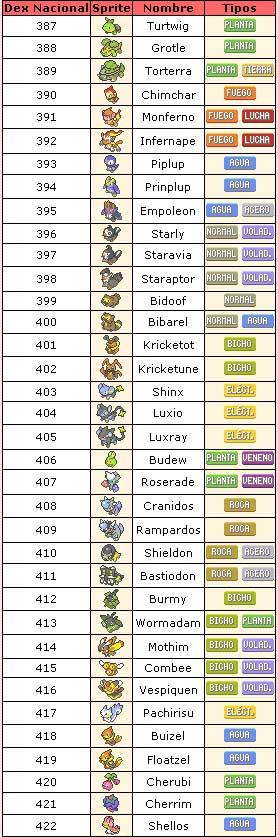 Dex Nacional Sprite Nombre Tipos
387 Turtwig PLANTA
388 Grotle PLANTA
389 Torterra PLANTA TIERRA
390 Chimchar FUEGO
391 Monferno FUEGO LUCHA
392 Infernape FUEGO LUCHA
393 Piplup AGUA
394 Prinplup AGUA
395 Empoleon AGUA ACERO
396 Starly NORMAL VOLAD.
397 Staravia NORMAL VOLAD.
398 Staraptor NORMAL VOLAD.
399 Bidoof NORMAL
400 Bibarel NORMAL AGUA
401 Kricketot BICHO
402 Kricketune BICHO
403 Shinx ELÉCT.
404 Luxio ELÉCT.
405 Luxray ELÉCT.
406 Budew PLANTA VENENO
407 Roserade PLANTA VENENO
408 Cranidos ROCA
409 Rampardos ROCA
410 Shieldon ROCA ACERO
411 Bastiodon ROCA ACERO
412 Burmy BICHO
413 Wormadam BICHO PLANTA
414 Mothim BICHO VOLAD.
415 Combee BICHO VOLAD.
416 Vespiquen BICHO VOLAD.
417 Pachirisu ELÉCT.
418 Buizel AGUA
419 Floatzel AGUA
420 Cherubi PLANTA
421 Cherrim PLANTA
422 Shellos AGUA